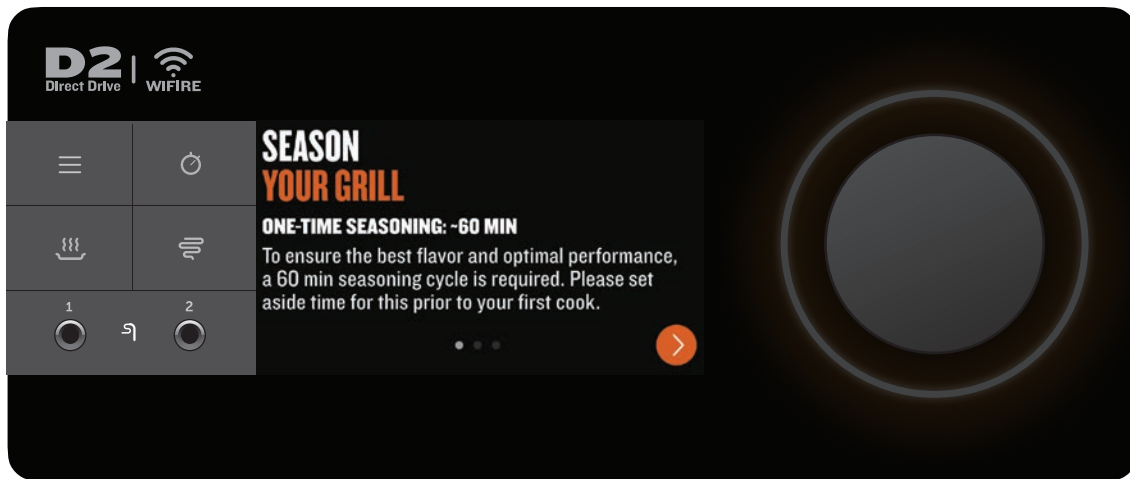 D2
Direct Drive
WiFIRE
SEASON
YOUR GRILL
ONE-TIME SEASONING: ~60 MIN
To ensure the best flavor and optimal performance,
a 60 min seasoning cycle is required. Please set
aside time for this prior to your first cook.
1
2